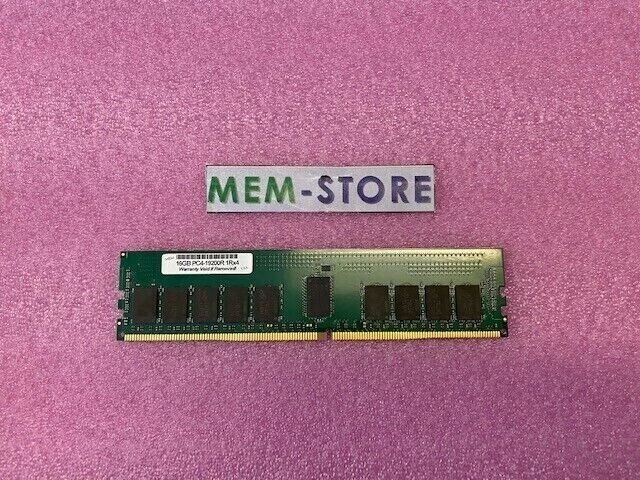 MEM-STORE
16GB PC4-19200R 1Rx4
Warranty Void if Removed!